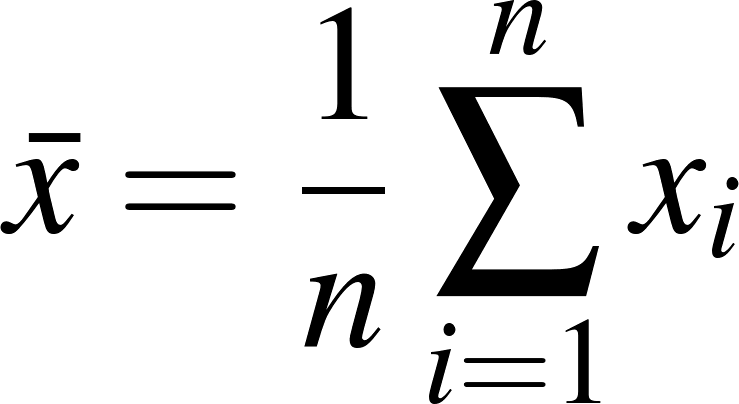 x̄ = 1/n ∑_{i=1}^{n} x_i